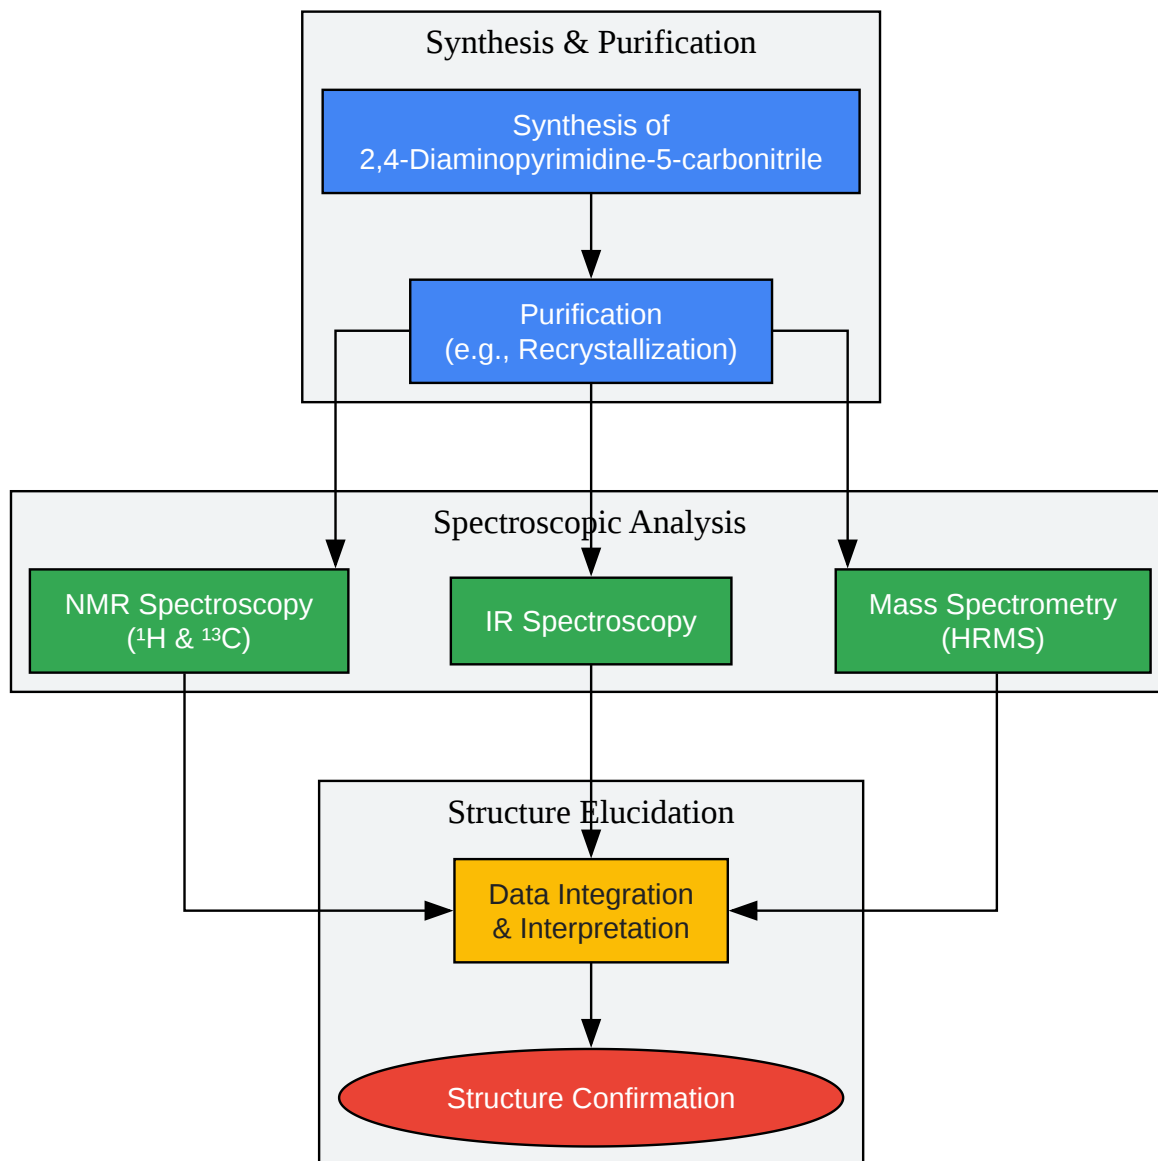 Synthesis & Purification
Synthesis of
2,4-Diaminopyrimidine-5-carbonitrile
Purification
(e.g., Recrystallization)
Spectroscopic Analysis
NMR Spectroscopy
(¹H & ¹³C)
IR Spectroscopy
Mass Spectrometry
(HRMS)
Structure Elucidation
Data Integration
& Interpretation
Structure Confirmation